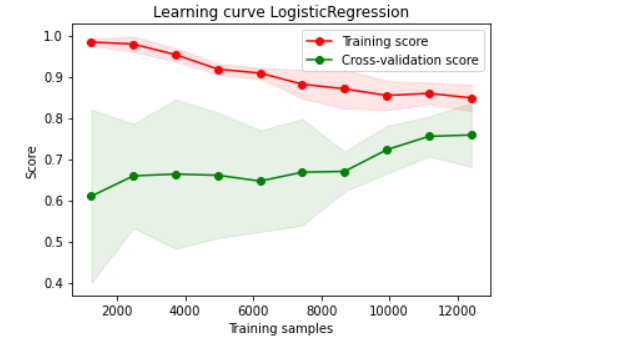 Learning curve LogisticRegression
Training score
Cross-validation score
1.0
0.9
0.8
0.7
0.6
0.5
0.4
Score
2000 4000 6000 8000 10000 12000
Training samples